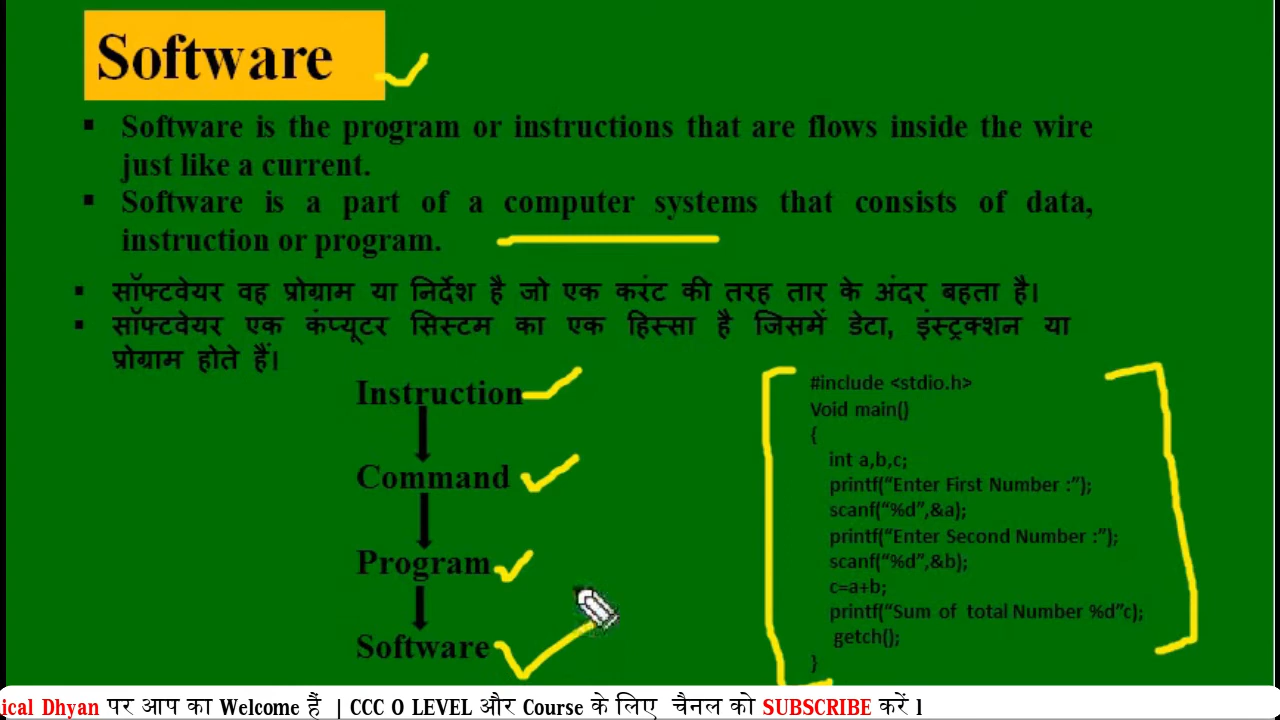 Software
▪ Software is the program or instructions that are flows inside the wire
just like a current.
▪ Software is a part of a computer systems that consists of data,
instruction or program.
▪ सॉफ्टवेयर वह प्रोग्राम या निर्देश है जो एक करंट की तरह तार के अंदर बहता है।
▪ सॉफ्टवेयर एक कंप्यूटर सिस्टम का एक हिस्सा है जिसमें डेटा, इंस्ट्रक्शन या
प्रोग्राम होते हैं।
Instruction
Command
Program
Software
#include <stdio.h>
Void main()
{
int a,b,c;
printf(“Enter First Number :”);
scanf(“%d”,&a);
printf(“Enter Second Number :”);
scanf(“%d”,&b);
c=a+b;
printf(“Sum of total Number %d”c);
getch();
}
ical Dhyan पर आप का Welcome हैं | CCC O LEVEL और Course के लिए चैनल को SUBSCRIBE करें l